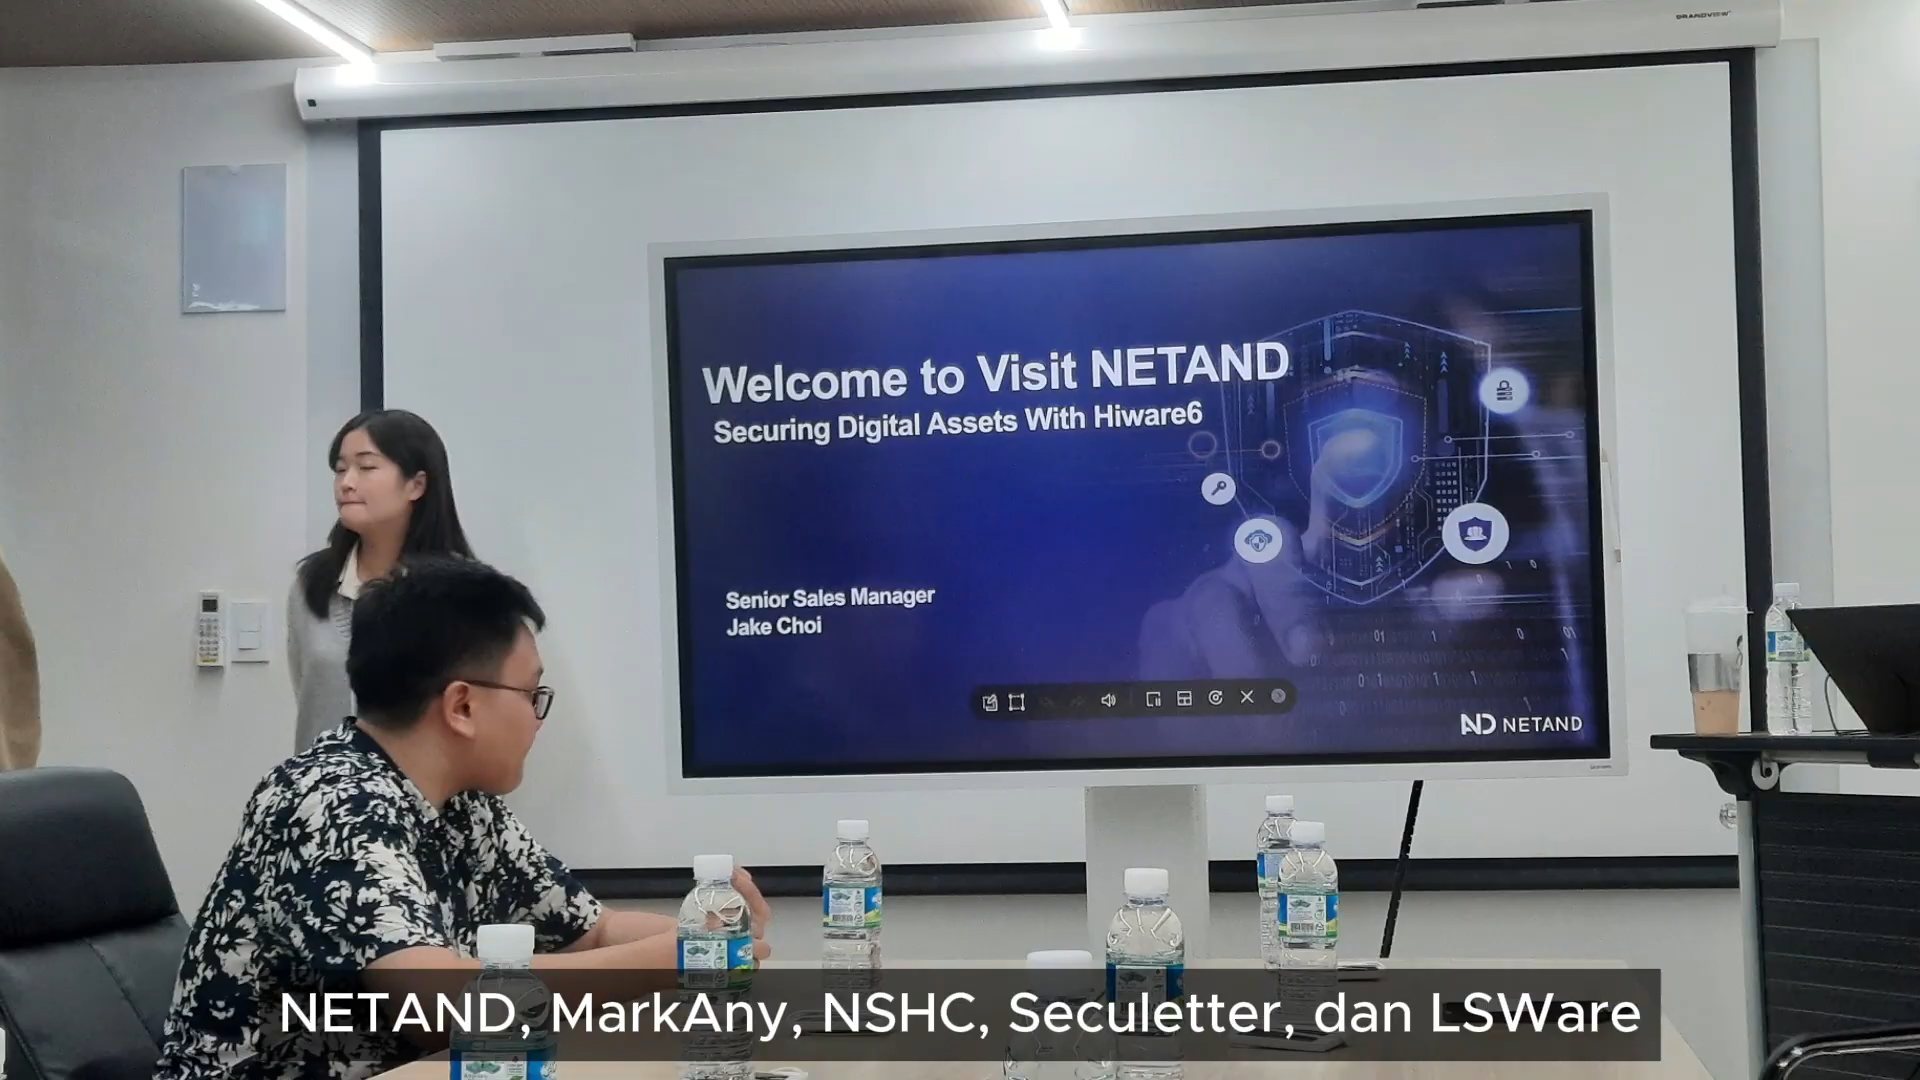 GRANDVIEW
Welcome to Visit NETAND
Securing Digital Assets With Hiware6
Senior Sales Manager
Jake Choi
NETAND
NETAND, MarkAny, NSHC, Seculetter, dan LSWare